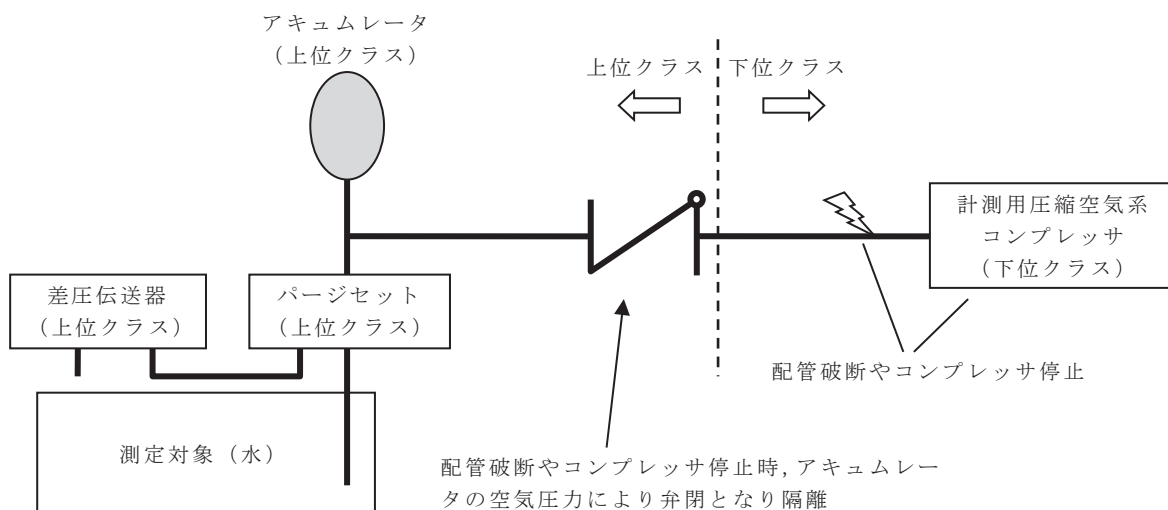 アキュムレータ
（上位クラス）
上位クラス
下位クラス
計測用圧縮空気系
コンプレッサ
（下位クラス）
差圧伝送器
（上位クラス）
パージセット
（上位クラス）
配管破断やコンプレッサ停止
測定対象（水）
配管破断やコンプレッサ停止時，アキュムレー
タの空気圧力により弁閉となり隔離